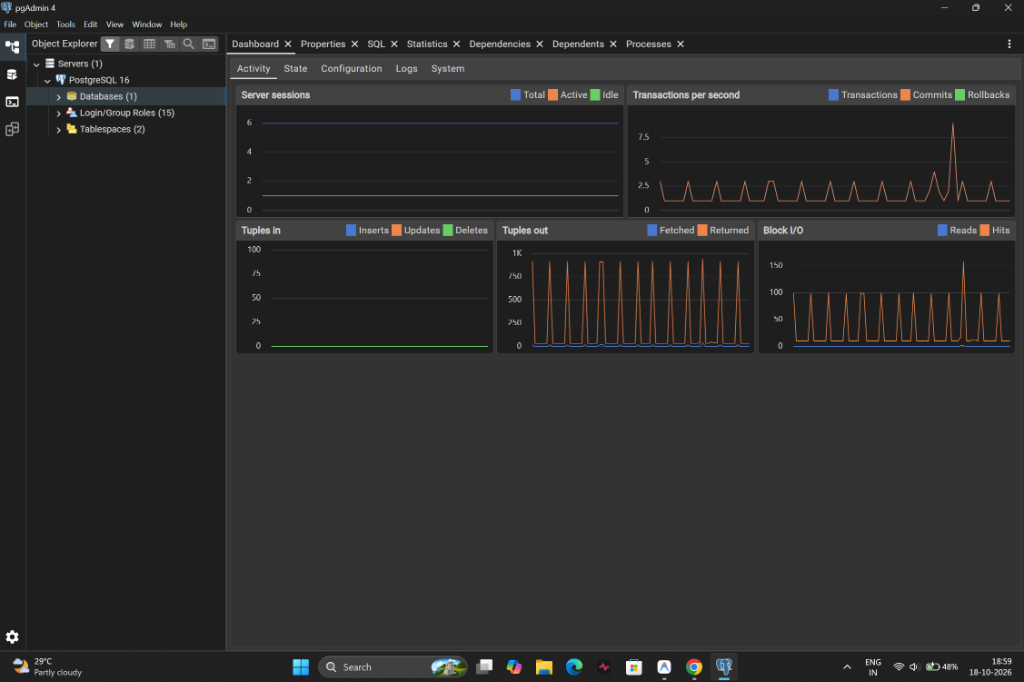 pgAdmin 4
File Object Tools Edit View Window Help
Object Explorer
Dashboard Properties SQL Statistics Dependencies Dependents Processes
Servers (1)
PostgreSQL 16
Databases (1)
Login/Group Roles (15)
Tablespaces (2)
Activity State Configuration Logs System
Server sessions Total Active Idle
6
4
2
0
Transactions per second Transactions Commits Rollbacks
7.5
5
2.5
0
Tuples in Inserts Updates Deletes
100
75
50
25
0
Tuples out Fetched Returned
1K
750
500
250
0
Block I/O Reads Hits
150
100
50
0
29°C
Partly cloudy
Search
ENG
IN
48%
18:59
18-10-2026